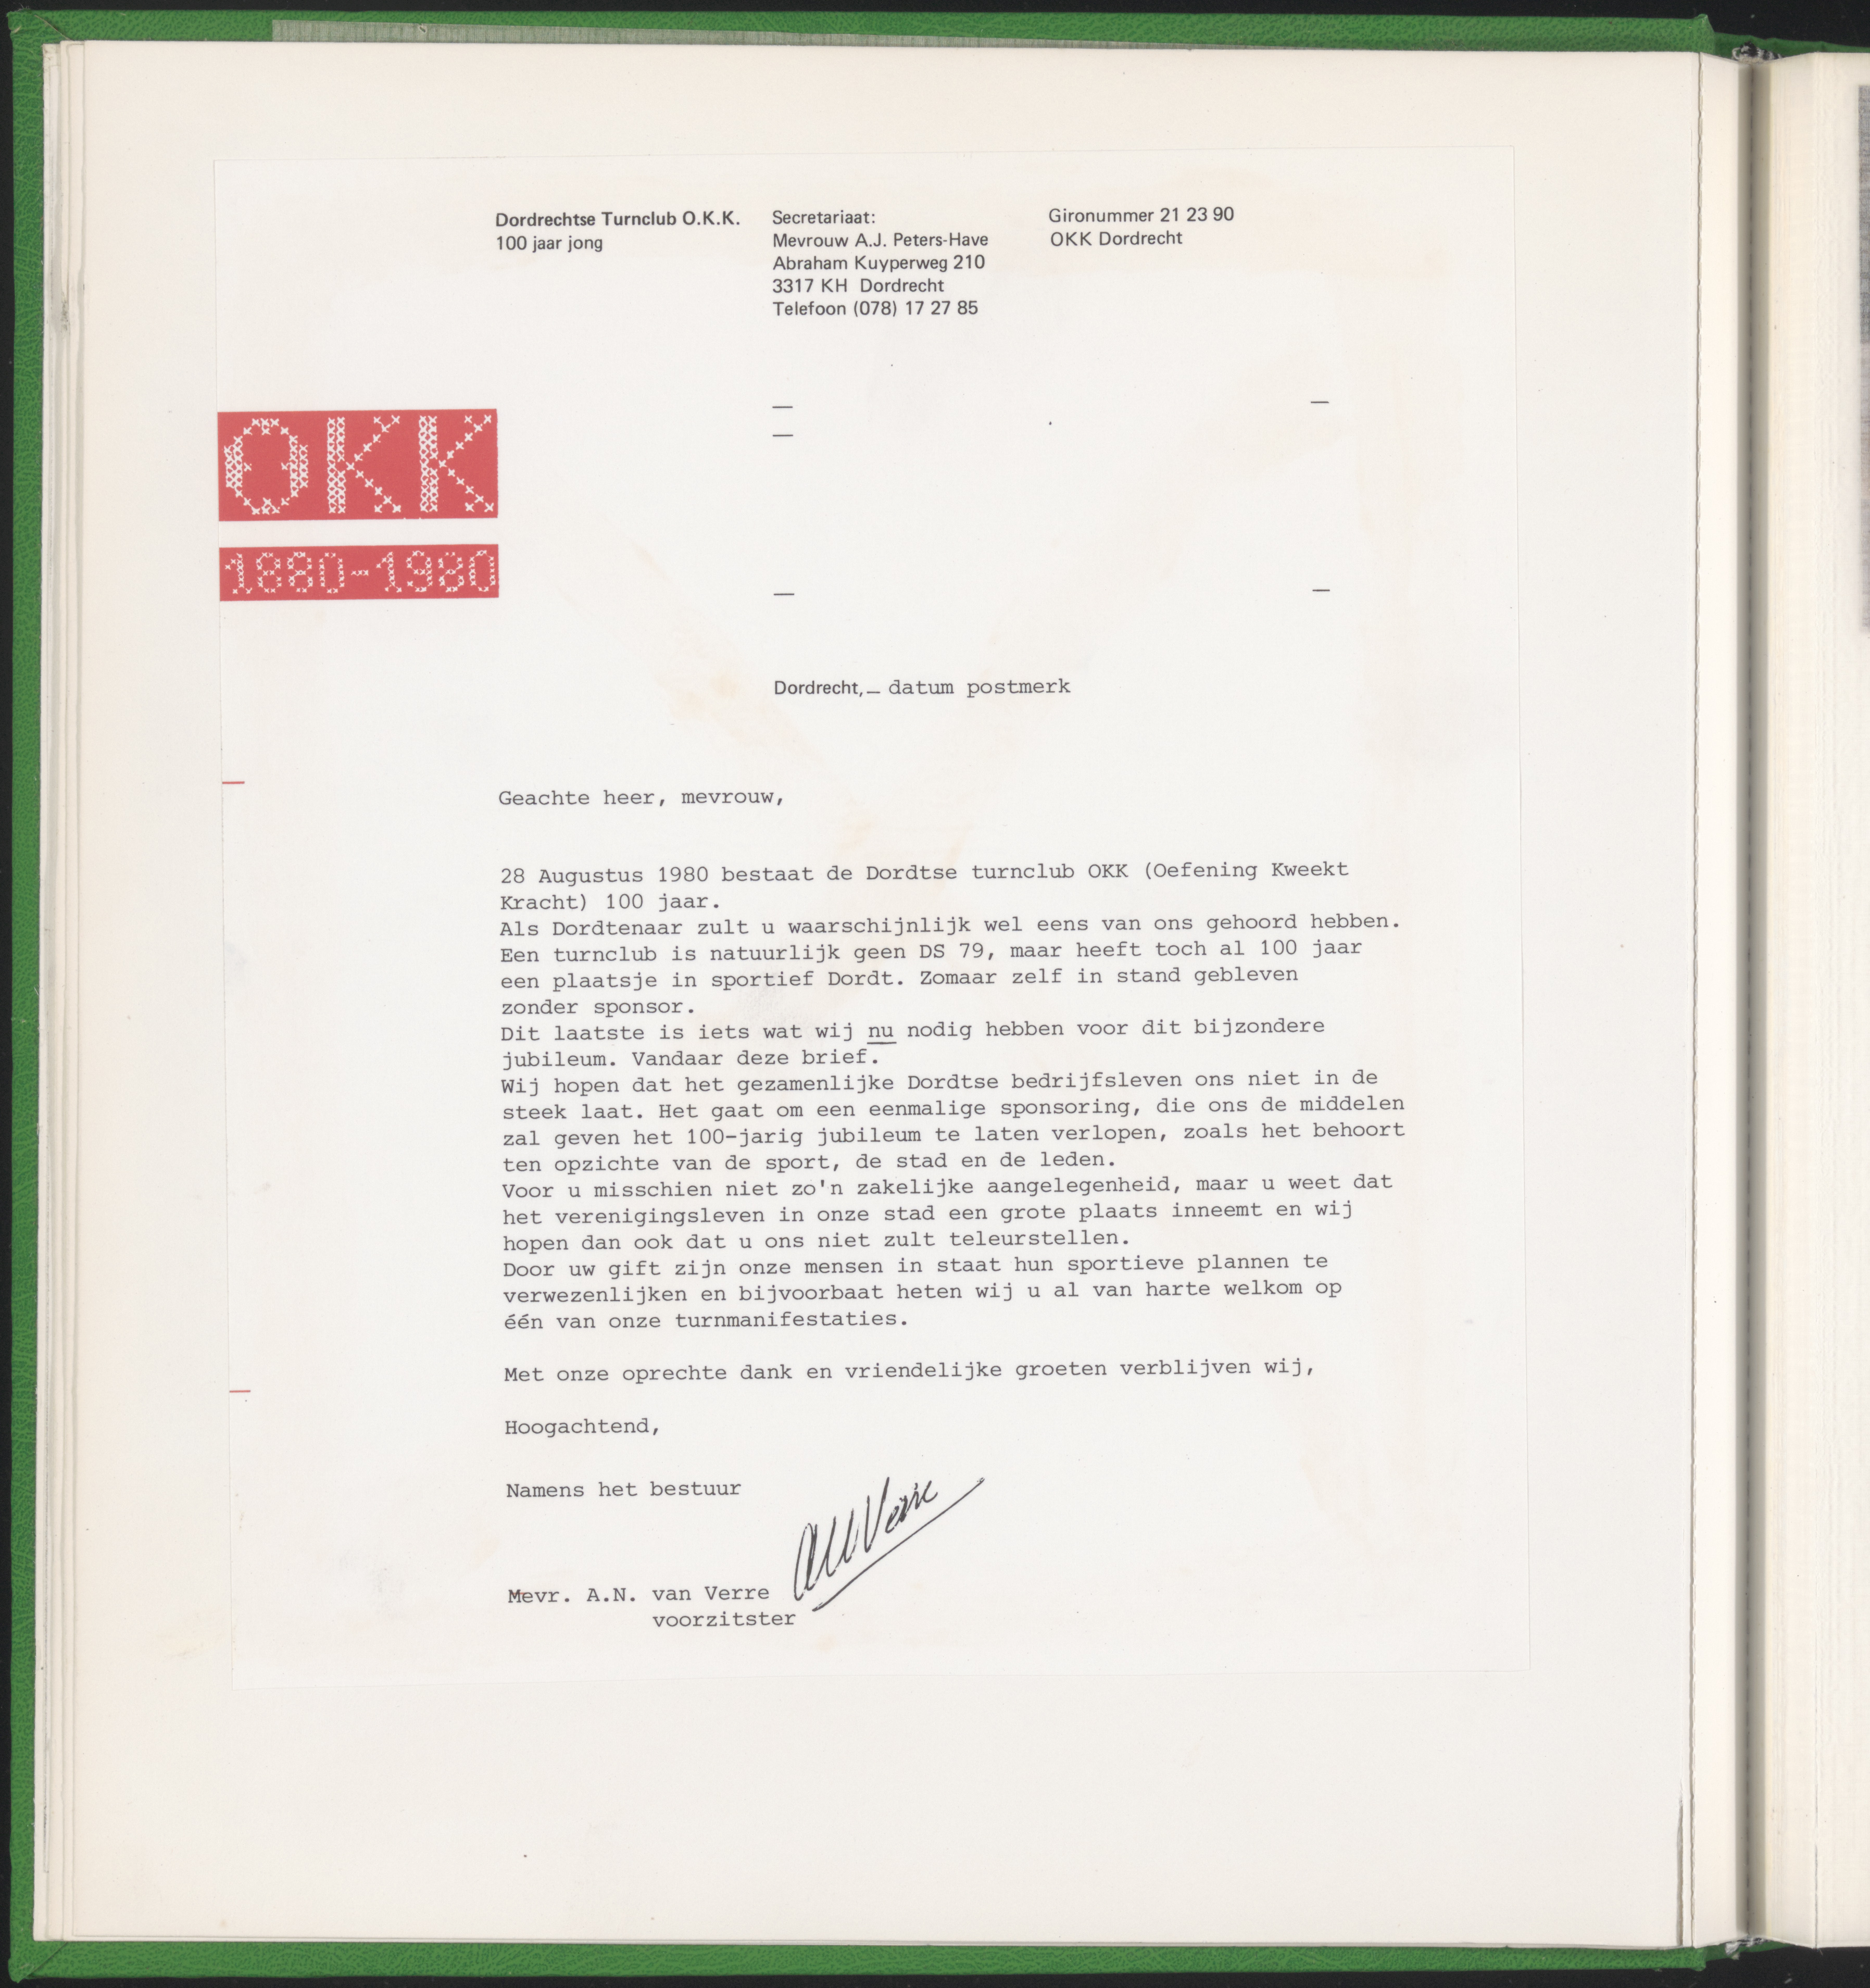 Dordrechtse Turnclub O.K.K.
100 jaar jong
Secretariaat:
Mevrouw A.J. Peters-Have
Abraham Kuyperweg 210
3317 KH Dordrecht
Telefoon (078) 17 27 85
Gironummer 21 23 90
OKK Dordrecht
OKK
1880-1980
Dordrecht, datum postmerk
Geachte heer, mevrouw,
28 Augustus 1980 bestaat de Dordtse turnclub OKK (Oefening Kweekt
Kracht) 100 jaar.
Als Dordtenaar zult u waarschijnlijk wel eens van ons gehoord hebben.
Een turnclub is natuurlijk geen DS 79, maar heeft toch al 100 jaar
een plaatsje in sportief Dordt. Zomaar zelf in stand gebleven
zonder sponsor.
Dit laatste is iets wat wij nu nodig hebben voor dit bijzondere
jubileum. Vandaar deze brief.
Wij hopen dat het gezamenlijke Dordtse bedrijfsleven ons niet in de
steek laat. Het gaat om een eenmalige sponsoring, die ons de middelen
zal geven het 100-jarig jubileum te laten verlopen, zoals het behoort
ten opzichte van de sport, de stad en de leden.
Voor u misschien niet zo'n zakelijke aangelegenheid, maar u weet dat
het verenigingsleven in onze stad een grote plaats inneemt en wij
hopen dan ook dat u ons niet zult teleurstellen.
Door uw gift zijn onze mensen in staat hun sportieve plannen te
verwezenlijken en bijvoorbaat heten wij u al van harte welkom op
één van onze turnmanifestaties.
Met onze oprechte dank en vriendelijke groeten verblijven wij,
Hoogachtend,
Namens het bestuur
Mevr. A.N. van Verre
voorzitster